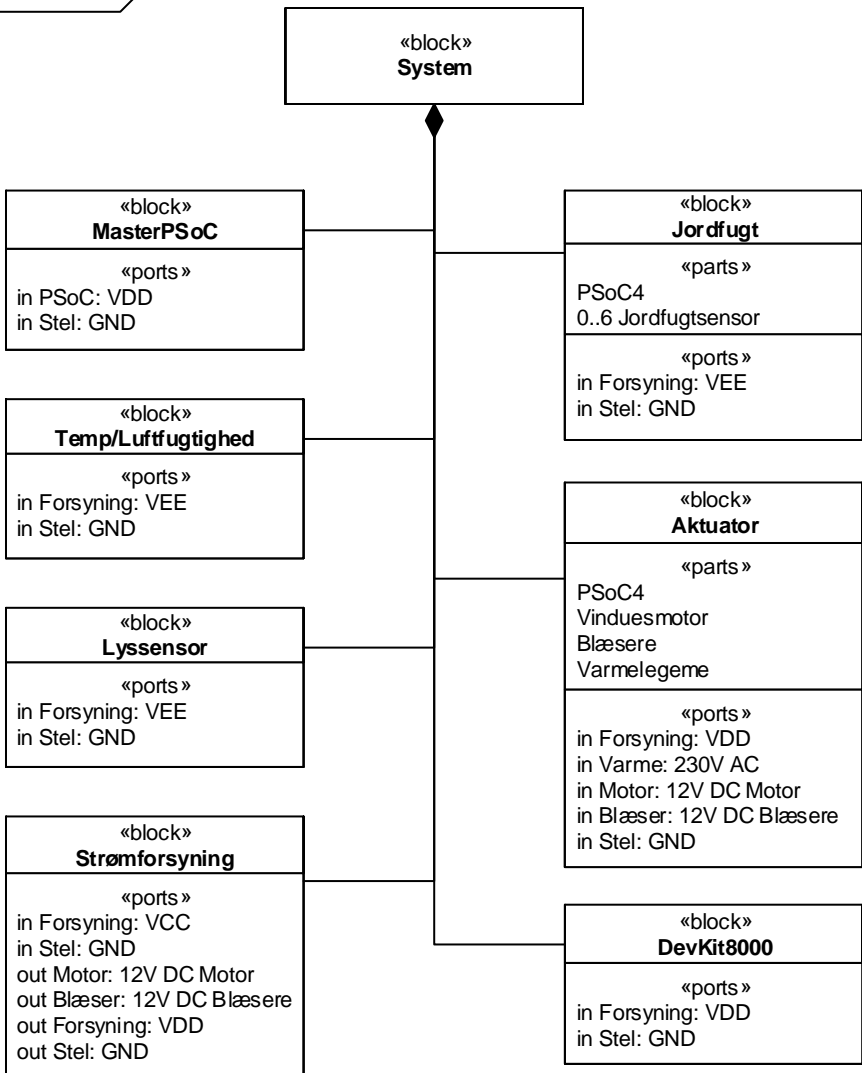 «block»
System
«block»
MasterPSoC
«ports»
in PSoC: VDD
in Stel: GND
«block»
Temp/Luftfugtighed
«ports»
in Forsyning: VEE
in Stel: GND
«block»
Lyssensor
«ports»
in Forsyning: VEE
in Stel: GND
«block»
Strømforsyning
«ports»
in Forsyning: VCC
in Stel: GND
out Motor: 12V DC Motor
out Blæser: 12V DC Blæsere
out Forsyning: VDD
out Stel: GND
«block»
Jordfugt
«parts»
PSoC4
0..6 Jordfugtsensor
«ports»
in Forsyning: VEE
in Stel: GND
«block»
Aktuator
«parts»
PSoC4
Vinduesmotor
Blæsere
Varmelegeme
«ports»
in Forsyning: VDD
in Varme: 230V AC
in Motor: 12V DC Motor
in Blæser: 12V DC Blæsere
in Stel: GND
«block»
DevKit8000
«ports»
in Forsyning: VDD
in Stel: GND